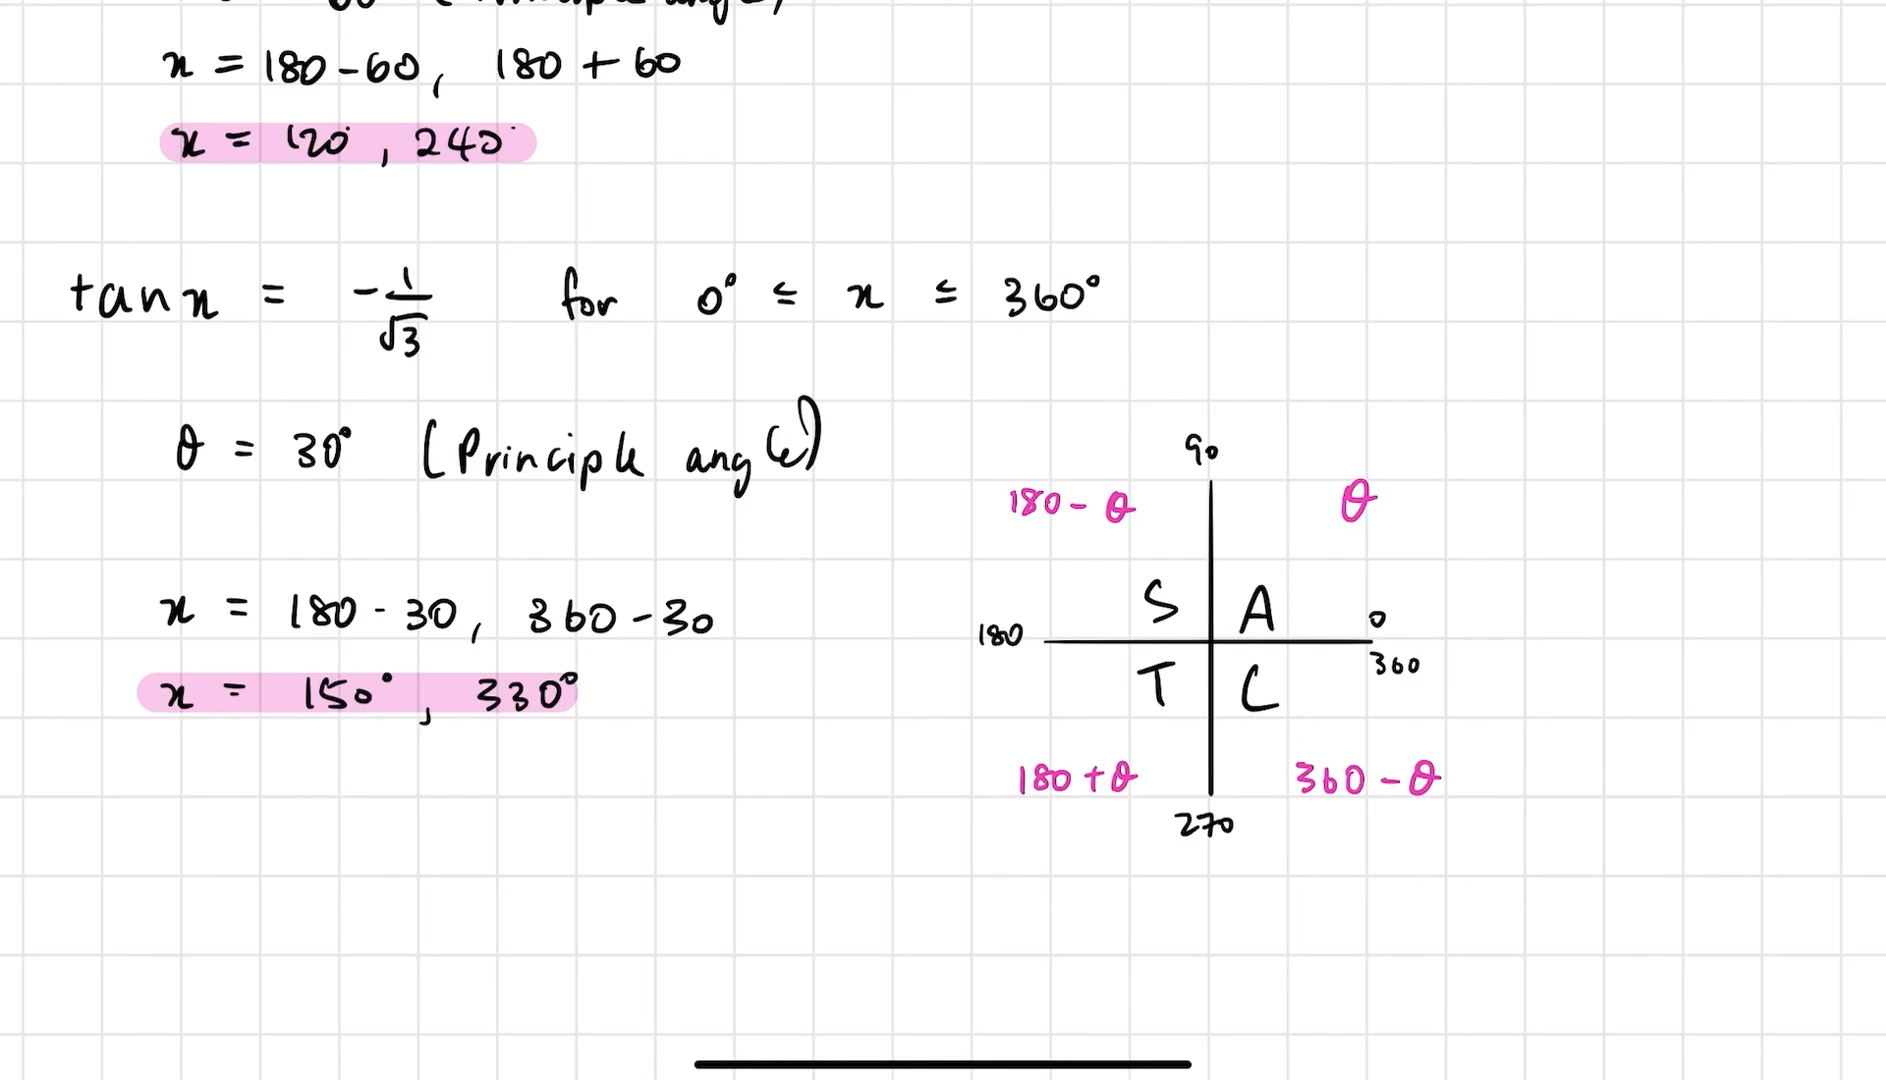 x = 180 - 60, 180 + 60
x = 120°, 240°
tan x = -1/√3 for 0° ≤ x ≤ 360°
θ = 30° (Principle angle)
x = 180 - 30, 360 - 30
x = 150°, 330°
90
180 - θ θ
S A
180 0
360
T C
180 + θ 360 - θ
270